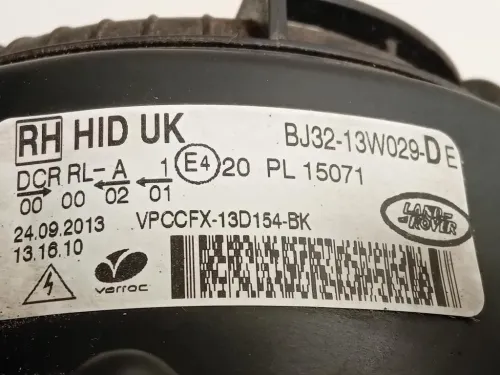 RH HID UK BJ32-13W029-D E
DCR RL- A 1 E4 20 PL 15071
00 00 02 01
24.09.2013 VPCCFX-13D154-BK
13.16.10
LAND-
ROVER
varroc